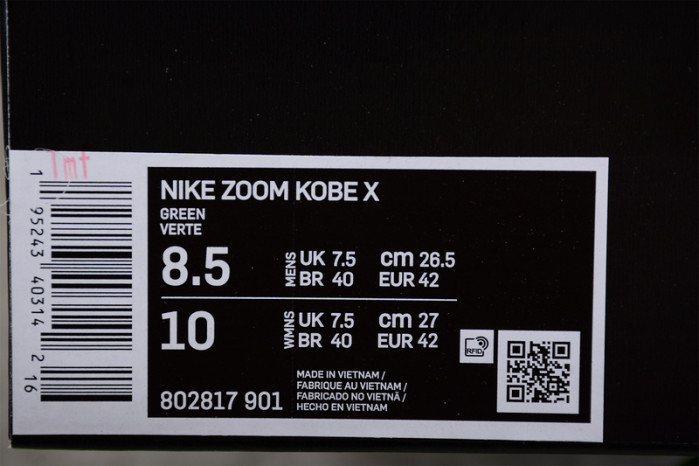 1mt
1 95243 40314 2 16
NIKE ZOOM KOBE X
GREEN
VERTE
8.5 MENS UK 7.5 cm 26.5
BR 40 EUR 42
10 WMNS UK 7.5 cm 27
BR 40 EUR 42
RFID
802817 901
MADE IN VIETNAM /
FABRIQUE AU VIETNAM /
FABRICADO NO VIETNÃ /
HECHO EN VIETNAM